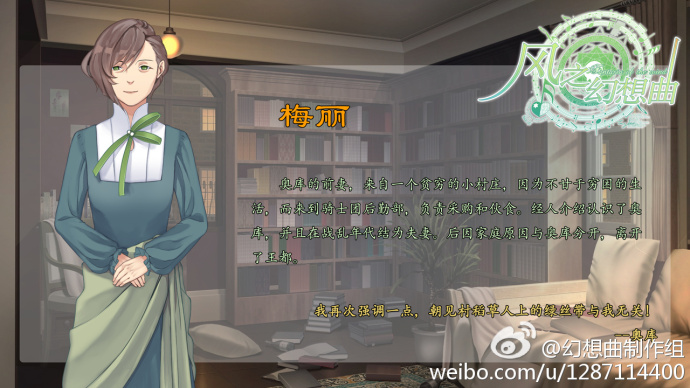 风之幻想曲
梅丽
奥库的前妻，来自一个贫穷的小村庄，因为不甘于穷困的生
活，而来到骑士团后勤部，负责采购和伙食。经人介绍认识了奥
库，并且在战乱年代结为夫妻。后因家庭原因与奥库分开，离开
了王都。
我再次强调一点，朝见村稻草人上的绿丝带与我无关！
--奥库
@幻想曲制作组
weibo.com/u/1287114400